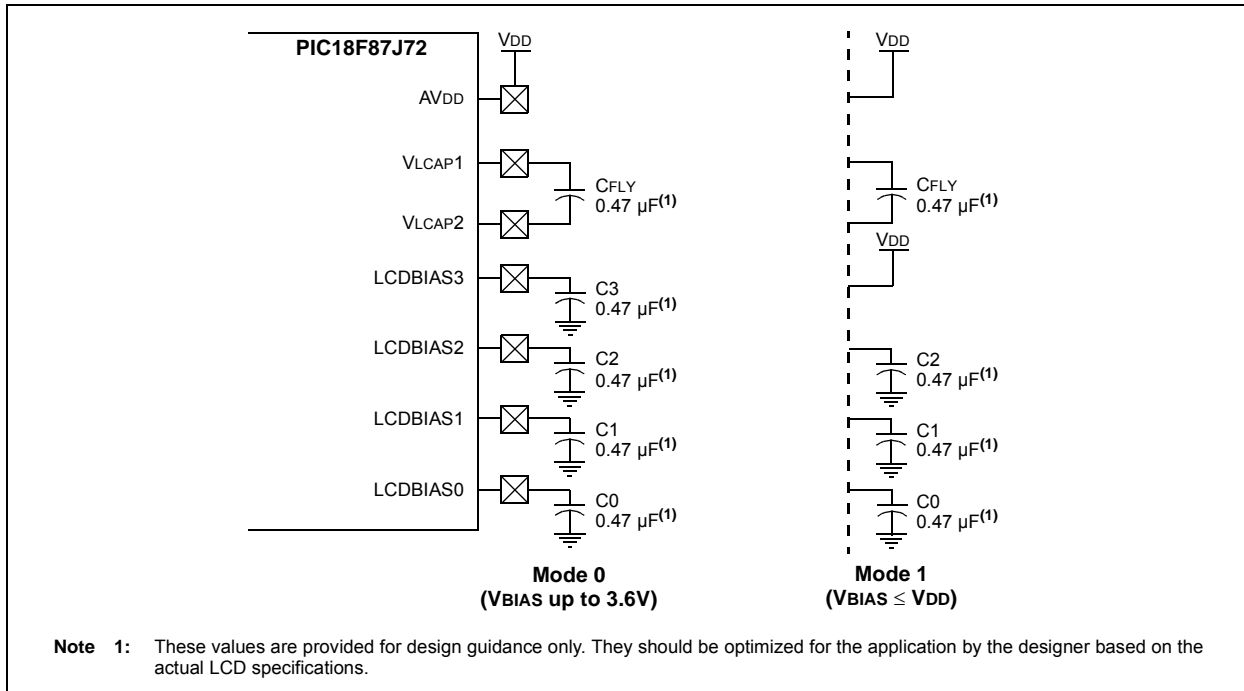 PIC18F87J72
VDD
AVDD
VLCAP1
VLCAP2
CFLY
0.47 µF(1)
LCDBIAS3
C3
0.47 µF(1)
LCDBIAS2
C2
0.47 µF(1)
LCDBIAS1
C1
0.47 µF(1)
LCDBIAS0
C0
0.47 µF(1)
Mode 0
(VBIAS up to 3.6V)
VDD
CFLY
0.47 µF(1)
VDD
C2
0.47 µF(1)
C1
0.47 µF(1)
C0
0.47 µF(1)
Mode 1
(VBIAS ≤ VDD)
Note 1: These values are provided for design guidance only. They should be optimized for the application by the designer based on the
actual LCD specifications.